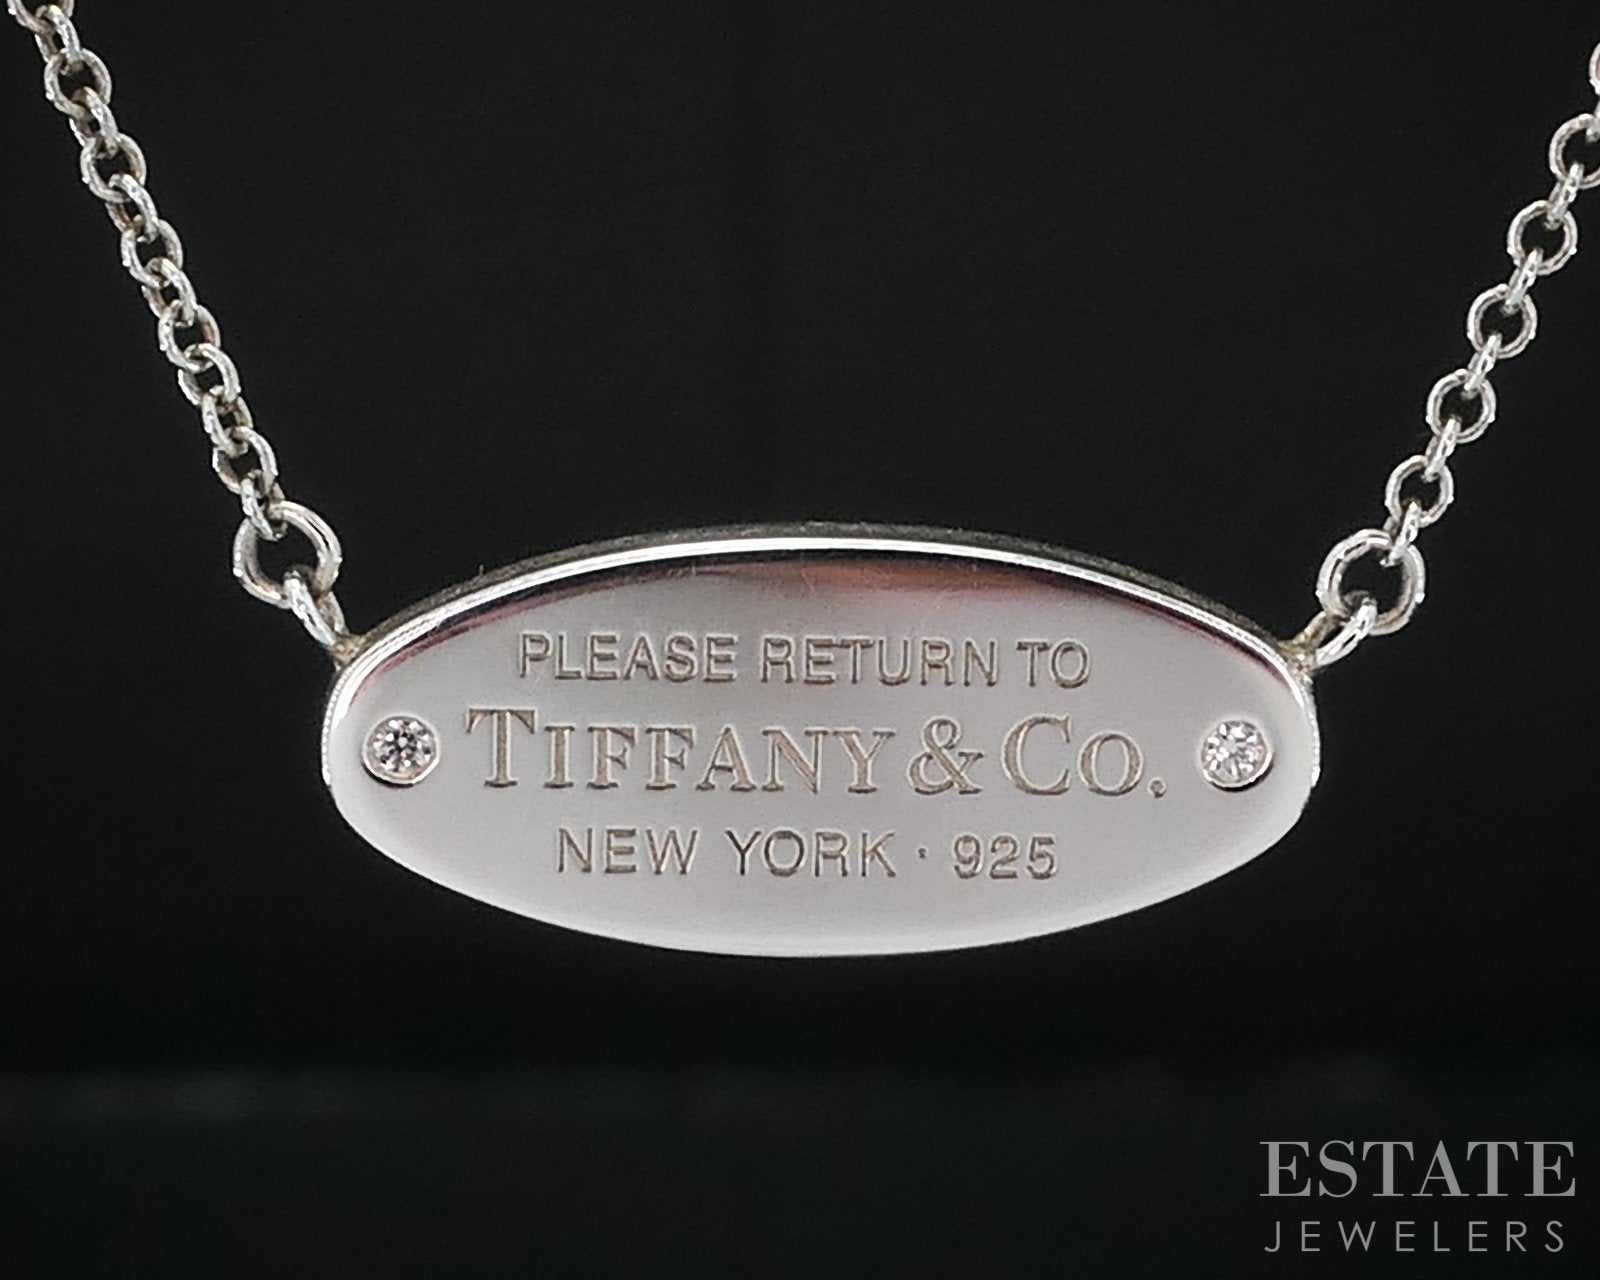 PLEASE RETURN TO
TIFFANY & CO.
NEW YORK · 925
ESTATE
JEWELERS